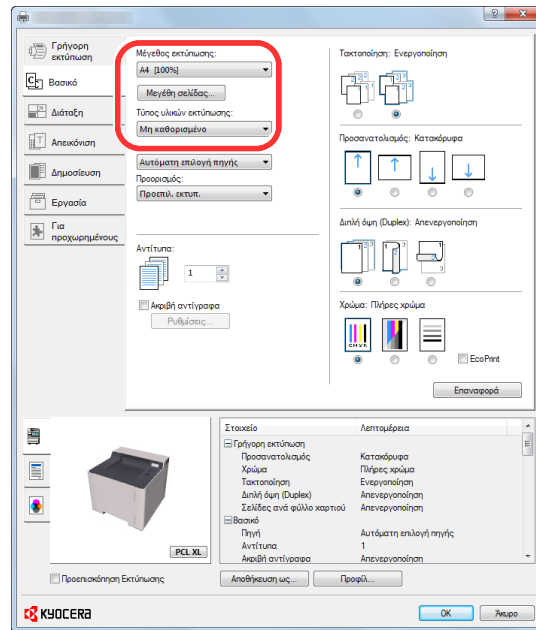 Γρήγορη
εκτύπωση
Βασικό
Διάταξη
Απεικόνιση
Δημοσίευση
Εργασία
Για
προχωρημένους
Μέγεθος εκτύπωσης:
A4 [100%]
Μεγέθη σελίδας...
Τύπος υλικών εκτύπωσης:
Μη καθορισμένο
Αυτόματη επιλογή πηγής
Προορισμός:
Προεπιλ. εκτυπ.
Αντίτυπα:
1
Ακριβή αντίγραφα
Ρυθμίσεις...
Τακτοποίηση: Ενεργοποίηση
Προσανατολισμός: Κατακόρυφα
Διπλή όψη (Duplex): Απενεργοποίηση
Χρώμα: Πλήρες χρώμα
CMYK
EcoPrint
Επαναφορά
Στοιχείο Λεπτομέρεια
Γρήγορη εκτύπωση
Προσανατολισμός Κατακόρυφα
Χρώμα Πλήρες χρώμα
Τακτοποίηση Ενεργοποίηση
Διπλή όψη (Duplex) Απενεργοποίηση
Σελίδες ανά φύλλο χαρτιού Απενεργοποίηση
Βασικό
Πηγή Αυτόματη επιλογή πηγής
Αντίτυπα 1
Ακριβή αντίγραφα Απενεργοποίηση
PCL XL
Προεπισκόπηση Εκτύπωσης
Αποθήκευση ως...
Προφίλ...
KYOCERA
OK
Άκυρο